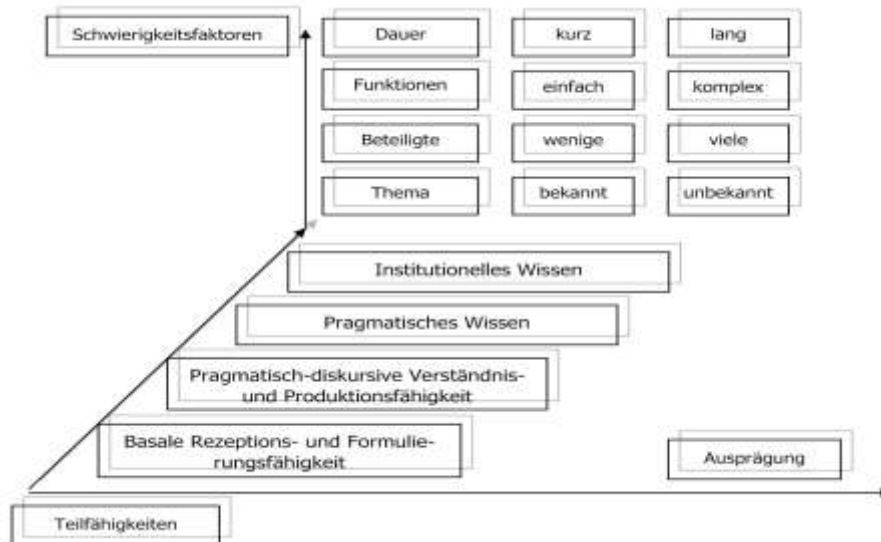 Schwierigkeitsfaktoren
Dauer
kurz
lang
Funktionen
einfach
komplex
Beteiligte
wenige
viele
Thema
bekannt
unbekannt
Institutionelles Wissen
Pragmatisches Wissen
Pragmatisch-diskursive Verständnis-
und Produktionsfähigkeit
Basale Rezeptions- und Formulie-
rungsfähigkeit
Ausprägung
Teilfähigkeiten